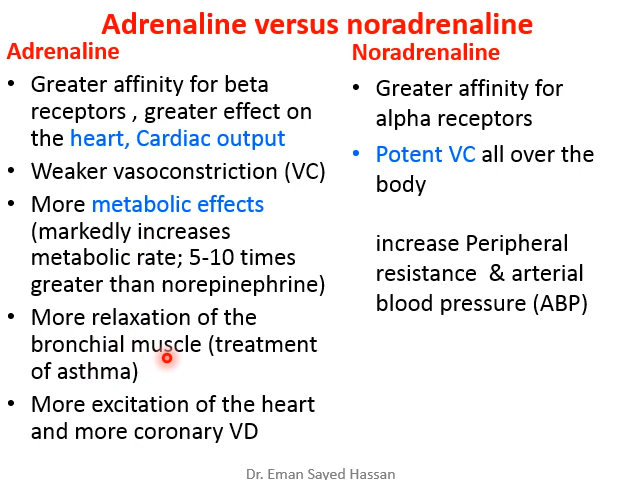 Adrenaline versus noradrenaline
Adrenaline
• Greater affinity for beta
receptors , greater effect on
the heart, Cardiac output
• Weaker vasoconstriction (VC)
• More metabolic effects
(markedly increases
metabolic rate; 5-10 times
greater than norepinephrine)
• More relaxation of the
bronchial muscle (treatment
of asthma)
• More excitation of the heart
and more coronary VD
Noradrenaline
• Greater affinity for
alpha receptors
• Potent VC all over the
body
increase Peripheral
resistance & arterial
blood pressure (ABP)
Dr. Eman Sayed Hassan